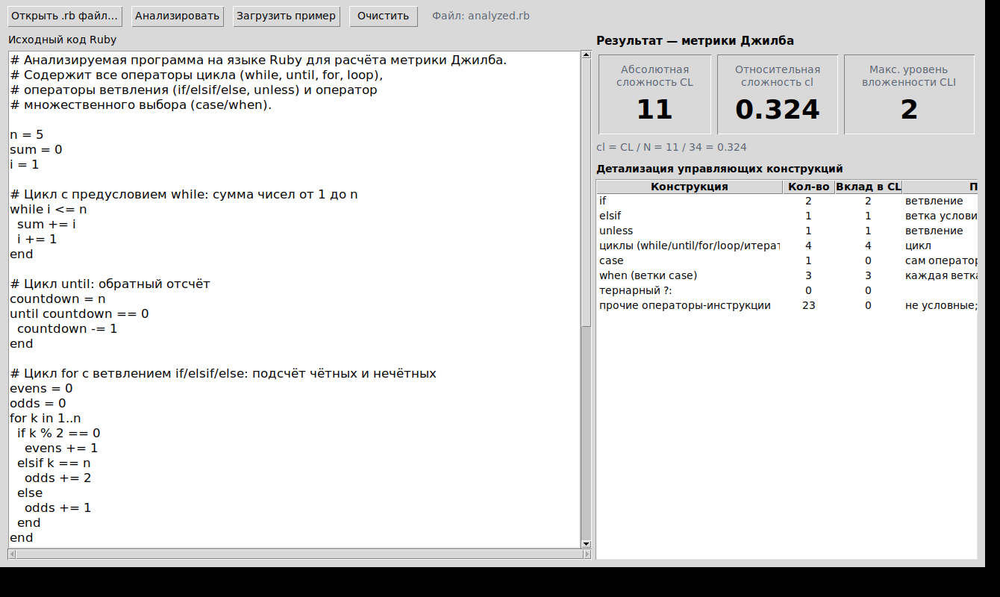 Открыть .rb файл...
Анализировать
Загрузить пример
Очистить
Файл: analyzed.rb
Исходный код Ruby
# Анализируемая программа на языке Ruby для расчёта метрики Джилба.
# Содержит все операторы цикла (while, until, for, loop),
# операторы ветвления (if/elsif/else, unless) и оператор
# множественного выбора (case/when).
n = 5
sum = 0
i = 1
# Цикл с предусловием while: сумма чисел от 1 до n
while i <= n
sum += i
i += 1
end
# Цикл until: обратный отсчёт
countdown = n
until countdown == 0
countdown -= 1
end
# Цикл for с ветвлением if/elsif/else: подсчёт чётных и нечётных
evens = 0
odds = 0
for k in 1..n
if k % 2 == 0
evens += 1
elsif k == n
odds += 2
else
odds += 1
end
end
Результат — метрики Джилба
Абсолютная
сложность CL
11
Относительная
сложность cl
0.324
Макс. уровень
вложенности CLI
2
cl = CL / N = 11 / 34 = 0.324
Детализация управляющих конструкций
Конструкция Кол-во Вклад в CL П
if 2 2 ветвление
elsif 1 1 ветка услови
unless 1 1 ветвление
циклы (while/until/for/loop/итерат 4 4 цикл
case 1 0 сам оператор
when (ветки case) 3 3 каждая ветка
тернарный ?: 0 0
прочие операторы-инструкции 23 0 не условные;